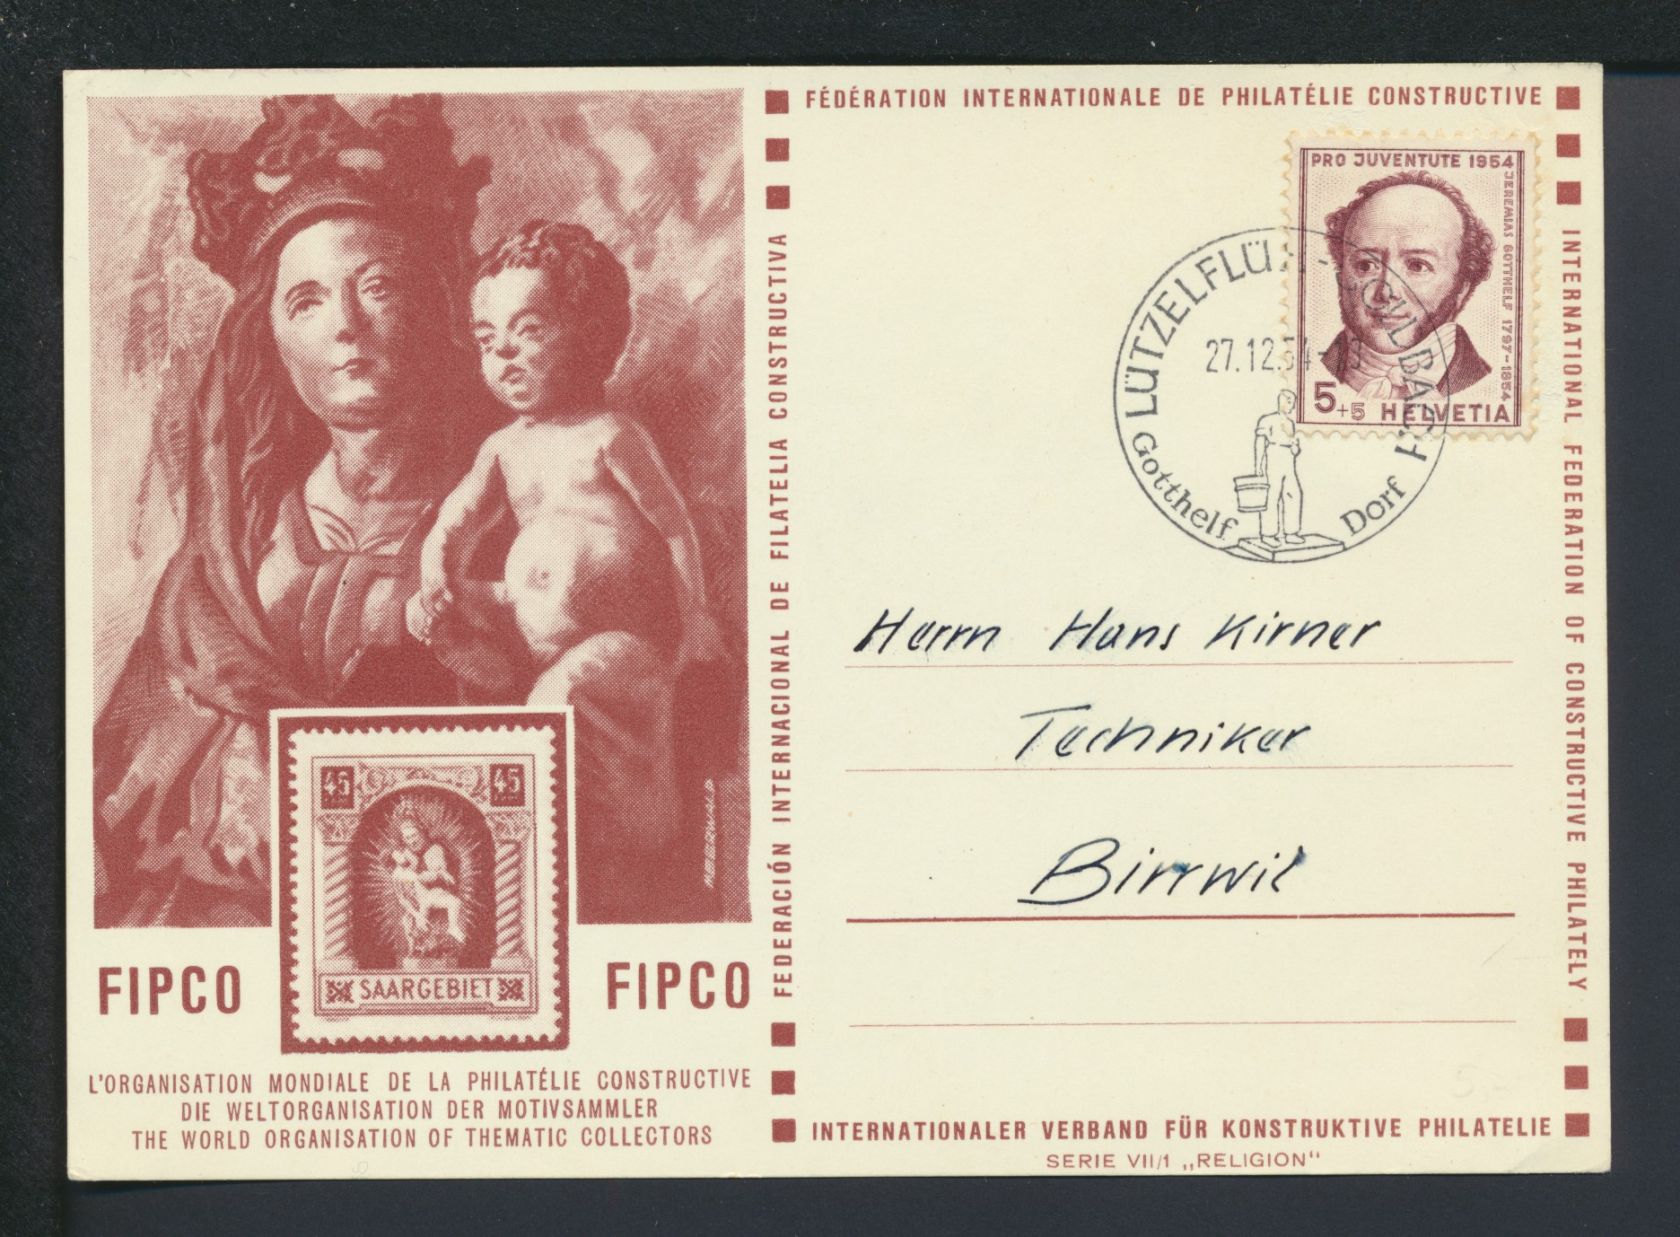 FÉDÉRATION INTERNATIONALE DE PHILATÉLIE CONSTRUCTIVE
PRO JUVENTUTE 1954
JEREMIAS GOTTHELF 1797-1854
5+5 HELVETIA
LÜTZELFLÜH-GOLDBACH
27.12.54
Gotthelf Dorf
FEDERACIÓN INTERNACIONAL DE FILATELIA CONSTRUCTIVA
INTERNATIONAL FEDERATION OF CONSTRUCTIVE PHILATELY
Herrn Hans Kirner
Techniker
Birrwil
45 45
SAARGEBIET
FIPCO FIPCO
L'ORGANISATION MONDIALE DE LA PHILATÉLIE CONSTRUCTIVE
DIE WELTORGANISATION DER MOTIVSAMMLER
THE WORLD ORGANISATION OF THEMATIC COLLECTORS
INTERNATIONALER VERBAND FÜR KONSTRUKTIVE PHILATELIE
SERIE VII/1 „RELIGION“